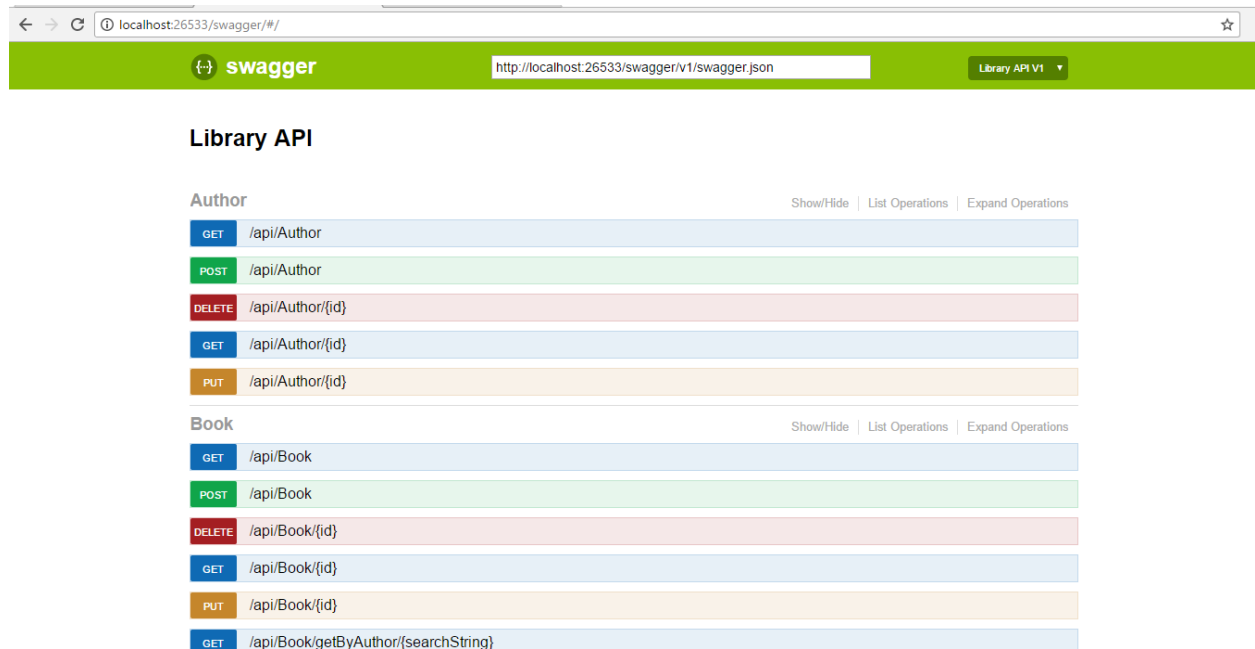 localhost:26533/swagger/#/
{··} swagger http://localhost:26533/swagger/v1/swagger.json Library API V1
Library API
Author Show/Hide List Operations Expand Operations
GET /api/Author
POST /api/Author
DELETE /api/Author/{id}
GET /api/Author/{id}
PUT /api/Author/{id}
Book Show/Hide List Operations Expand Operations
GET /api/Book
POST /api/Book
DELETE /api/Book/{id}
GET /api/Book/{id}
PUT /api/Book/{id}
GET /api/Book/getByAuthor/{searchString}